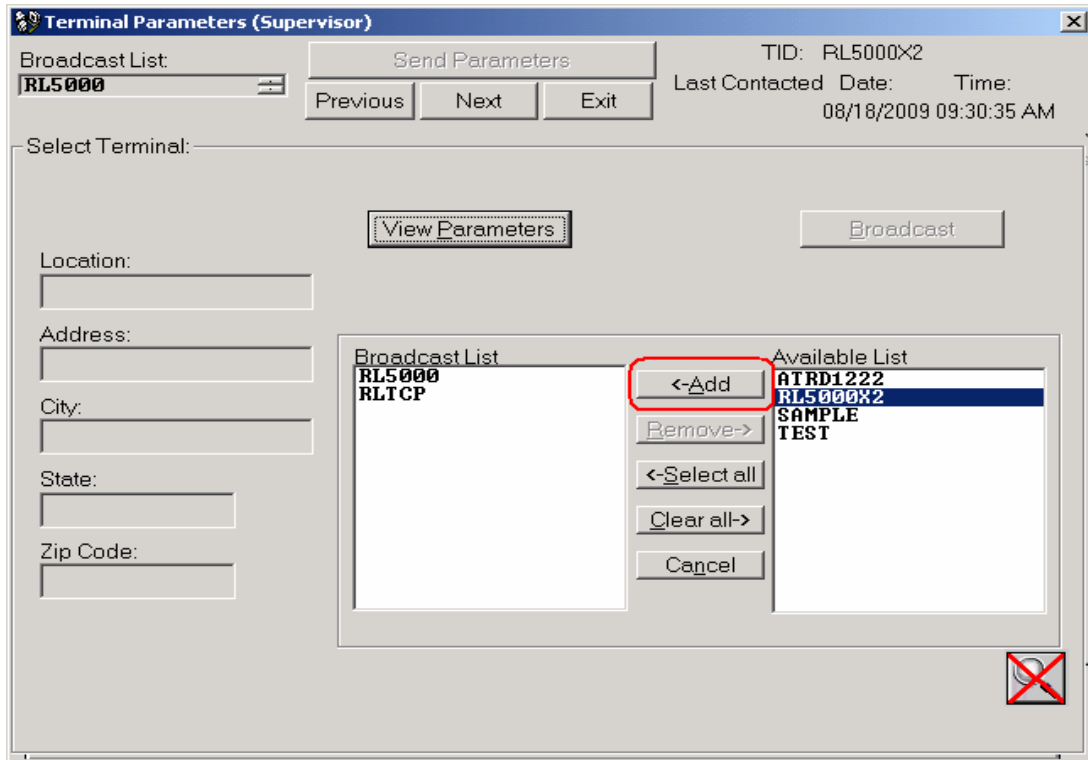 Terminal Parameters (Supervisor)
Broadcast List:
RL5000
Send Parameters
Previous Next Exit
TID: RL5000X2
Last Contacted Date: Time:
08/18/2009 09:30:35 AM
Select Terminal:
View Parameters
Broadcast
Location:
Address:
City:
State:
Zip Code:
Broadcast List
RL5000
RLTCP
<-Add
Remove->
<-Select all
Clear all->
Cancel
Available List
ATRD1222
RL5000X2
SAMPLE
TEST